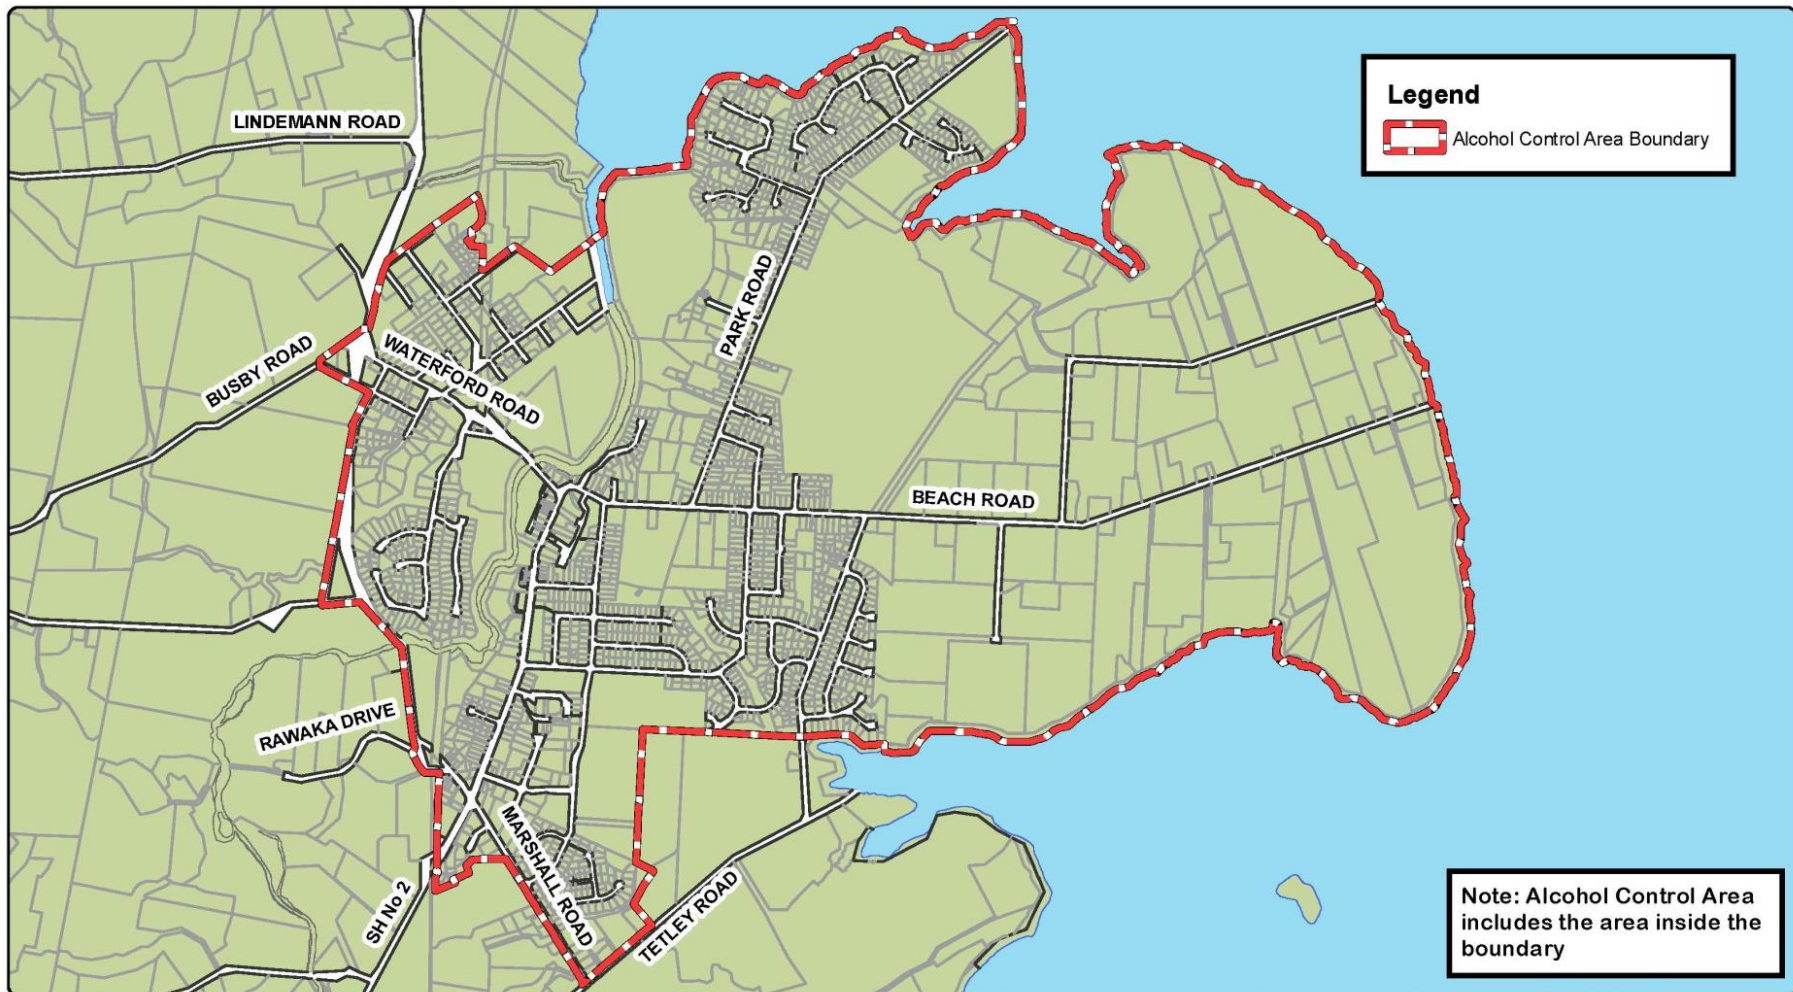 LINDEMANN ROAD
Legend
Alcohol Control Area Boundary
BUSBY ROAD
WATERFORD ROAD
PARK ROAD
BEACH ROAD
RAWAKA DRIVE
MARSHALL ROAD
SH No 2
TETLEY ROAD
Note: Alcohol Control Area
includes the area inside the
boundary